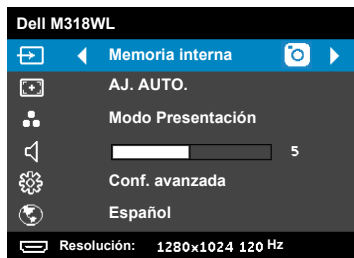 Dell M318WL
Memoria interna
AJ. AUTO.
Modo Presentación
5
Conf. avanzada
Español
Resolución: 1280x1024 120 Hz